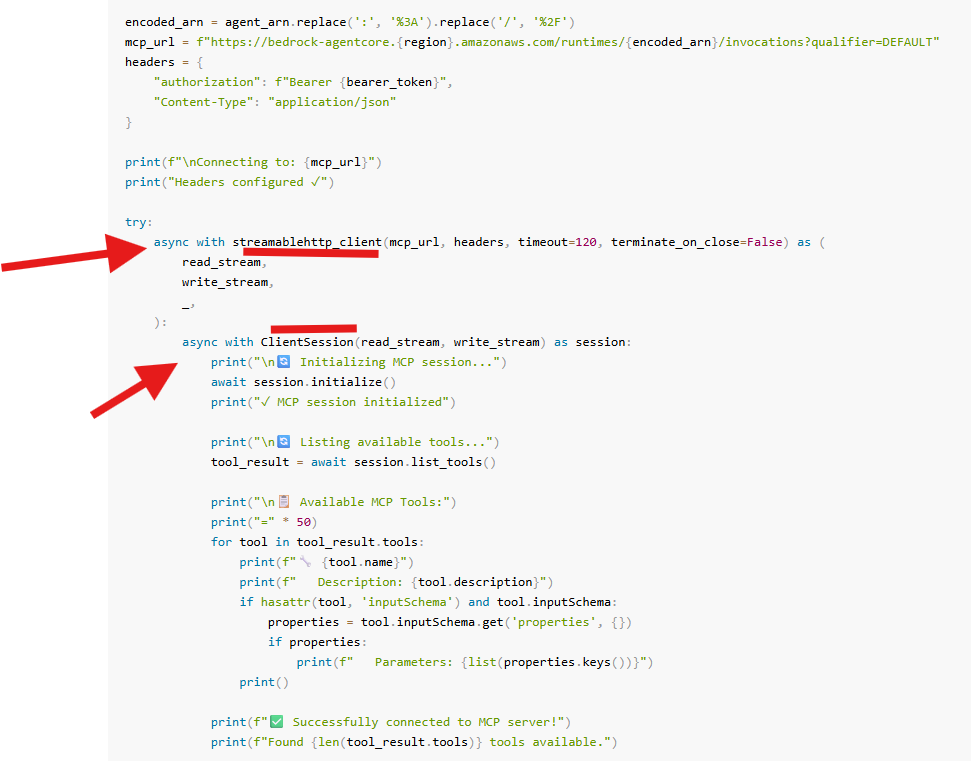 encoded_arn = agent_arn.replace(':', '%3A').replace('/', '%2F')
mcp_url = f"https://bedrock-agentcore.{region}.amazonaws.com/runtimes/{encoded_arn}/invocations?qualifier=DEFAULT"
headers = {
    "authorization": f"Bearer {bearer_token}",
    "Content-Type": "application/json"
}

print(f"\nConnecting to: {mcp_url}")
print("Headers configured ✓")

try:
    async with streamablehttp_client(mcp_url, headers, timeout=120, terminate_on_close=False) as (
        read_stream,
        write_stream,
        _,
    ):
        async with ClientSession(read_stream, write_stream) as session:
            print("\n🔄 Initializing MCP session...")
            await session.initialize()
            print("✓ MCP session initialized")

            print("\n🔄 Listing available tools...")
            tool_result = await session.list_tools()

            print("\n📋 Available MCP Tools:")
            print("=" * 50)
            for tool in tool_result.tools:
                print(f"🔧 {tool.name}")
                print(f"   Description: {tool.description}")
                if hasattr(tool, 'inputSchema') and tool.inputSchema:
                    properties = tool.inputSchema.get('properties', {})
                    if properties:
                        print(f"   Parameters: {list(properties.keys())}")
                print()

            print(f"✅ Successfully connected to MCP server!")
            print(f"Found {len(tool_result.tools)} tools available.")